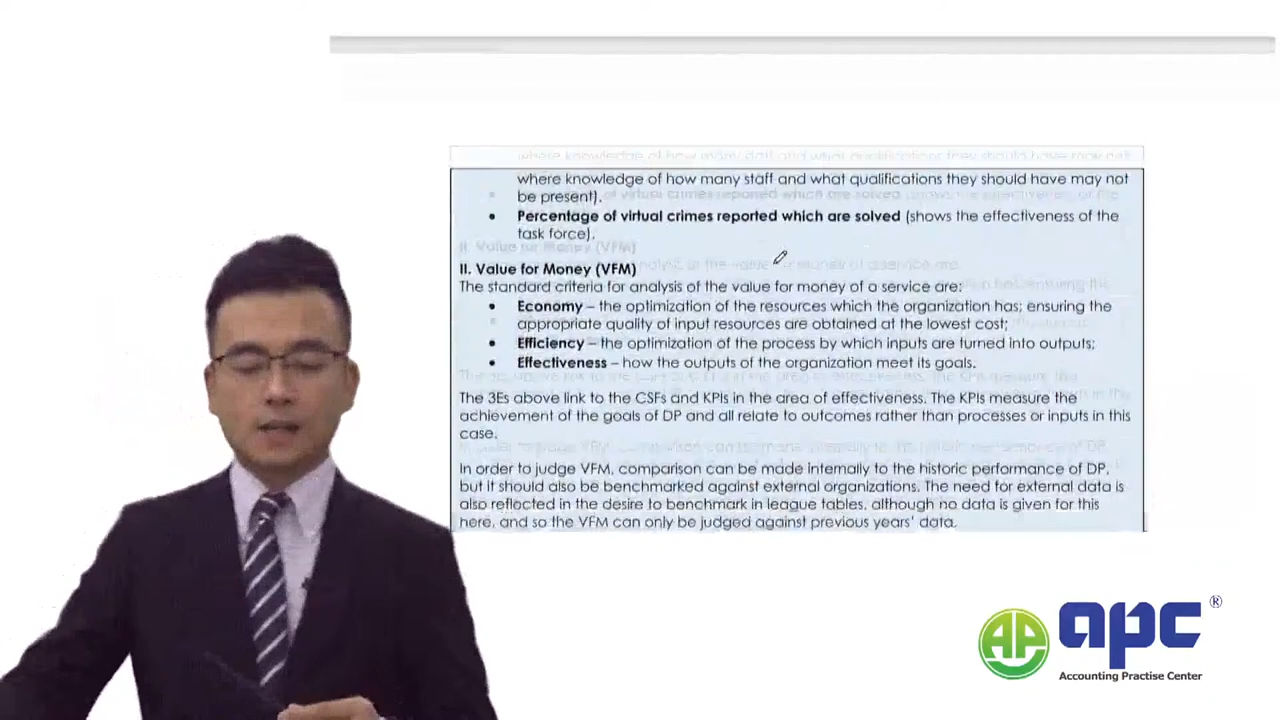 where knowledge of how many staff and what qualifications they should have may not
be present).
• Percentage of virtual crimes reported which are solved (shows the effectiveness of the
task force).
II. Value for Money (VFM)
The standard criteria for analysis of the value for money of a service are:
• Economy – the optimization of the resources which the organization has; ensuring the
appropriate quality of input resources are obtained at the lowest cost;
• Efficiency – the optimization of the process by which inputs are turned into outputs;
• Effectiveness – how the outputs of the organization meet its goals.
The 3Es above link to the CSFs and KPIs in the area of effectiveness. The KPIs measure the
achievement of the goals of DP and all relate to outcomes rather than processes or inputs in this
case.
In order to judge VFM, comparison can be made internally to the historic performance of DP,
but it should also be benchmarked against external organizations. The need for external data is
also reflected in the desire to benchmark in league tables, although no data is given for this
here, and so the VFM can only be judged against previous years' data.
AP apc ®
Accounting Practise Center